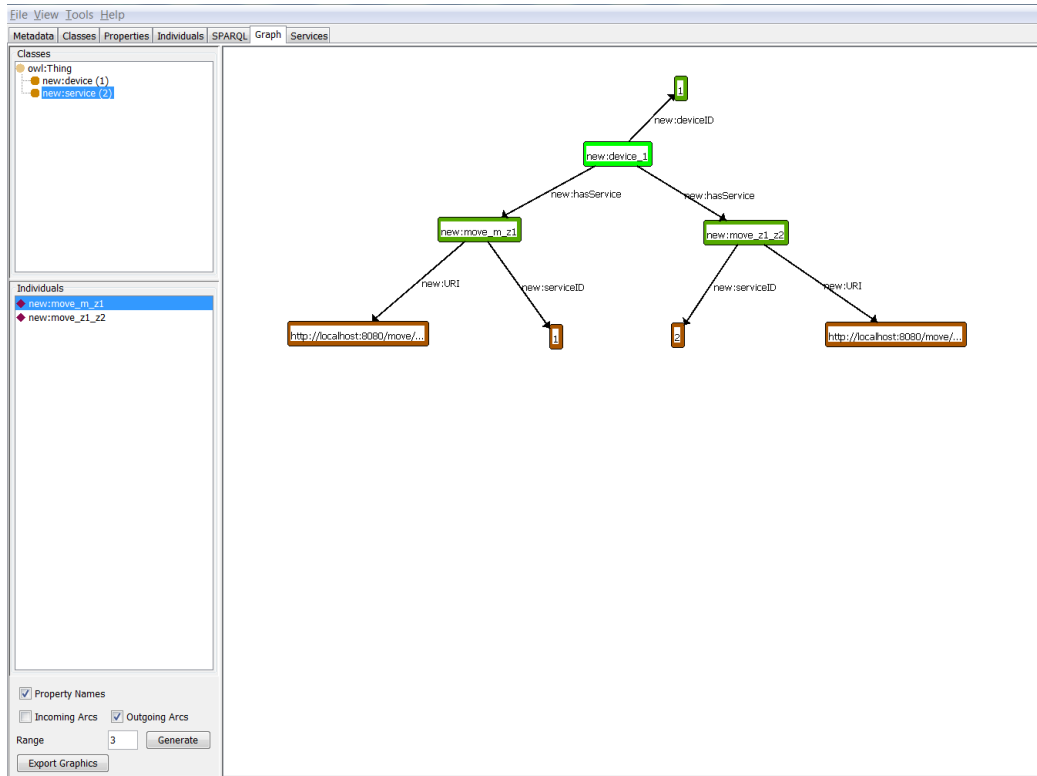 File View Tools Help
Metadata Classes Properties Individuals SPARQL Graph Services
Classes
owl:Thing
new:device (1)
new:service (2)
1
new:deviceID
new:device_1
new:hasService
new:hasService
new:move_m_z1
new:move_z1_z2
new:URI
new:serviceID
new:serviceID
new:URI
http://localhost:8080/move/...
1
2
http://localhost:8080/move/...
Individuals
new:move_m_z1
new:move_z1_z2
Property Names
Incoming Arcs Outgoing Arcs
Range 3 Generate
Export Graphics